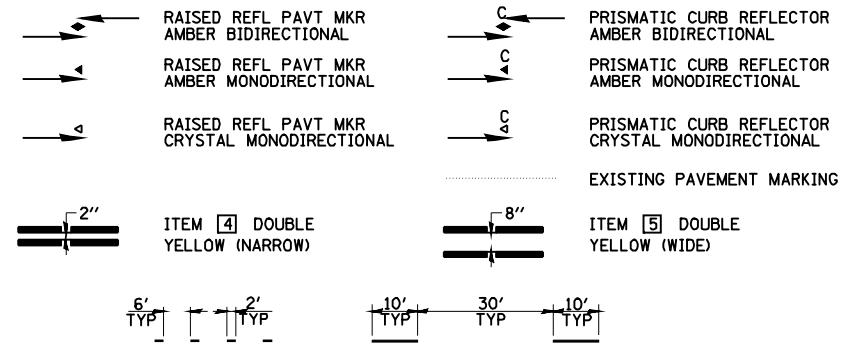 RAISED REFL PAVT MKR
AMBER BIDIRECTIONAL
C
PRISMATIC CURB REFLECTOR
AMBER BIDIRECTIONAL
RAISED REFL PAVT MKR
AMBER MONODIRECTIONAL
C
PRISMATIC CURB REFLECTOR
AMBER MONODIRECTIONAL
RAISED REFL PAVT MKR
CRYSTAL MONODIRECTIONAL
C
PRISMATIC CURB REFLECTOR
CRYSTAL MONODIRECTIONAL
EXISTING PAVEMENT MARKING
2''
ITEM 4 DOUBLE
YELLOW (NARROW)
8''
ITEM 5 DOUBLE
YELLOW (WIDE)
6' 2' 10' 30' 10'
TYP TYP TYP TYP TYP